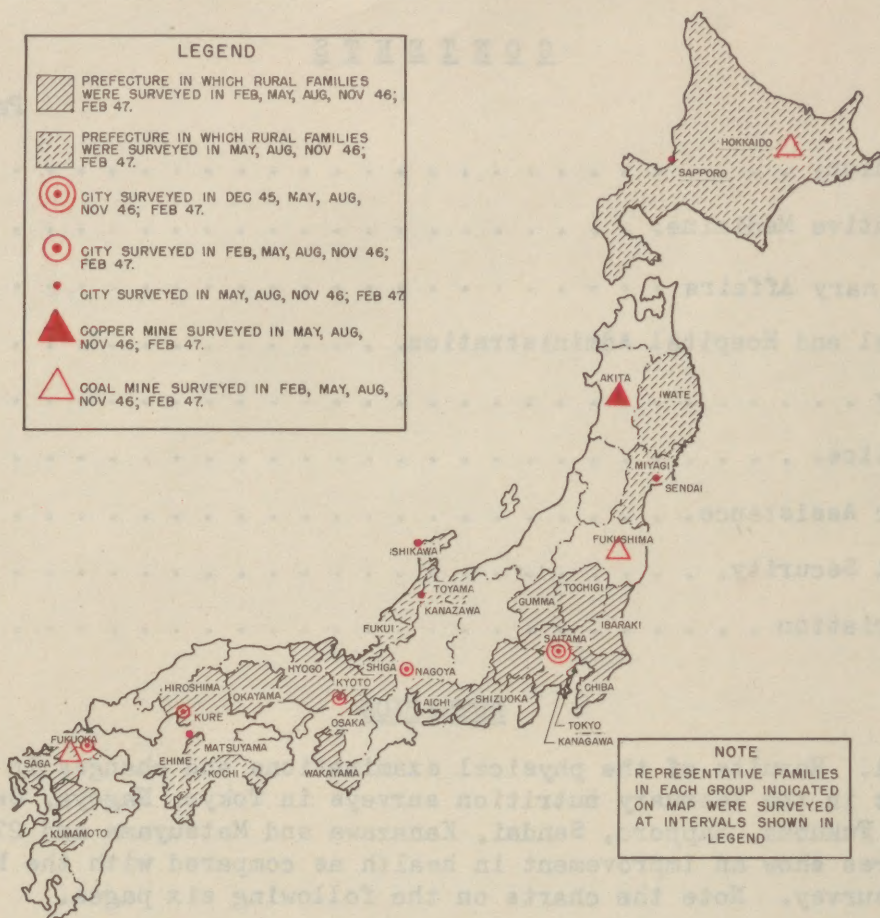 CONTENTS
LEGEND
PREFECTURE IN WHICH RURAL FAMILIES
WERE SURVEYED IN FEB, MAY, AUG, NOV 46;
FEB 47.
PREFECTURE IN WHICH RURAL FAMILIES
WERE SURVEYED IN MAY, AUG, NOV 46;
FEB 47.
CITY SURVEYED IN DEC 45, MAY, AUG,
NOV 46; FEB 47.
CITY SURVEYED IN FEB, MAY, AUG, NOV 46;
FEB 47.
CITY SURVEYED IN MAY, AUG, NOV 46; FEB 47
COPPER MINE SURVEYED IN MAY, AUG,
NOV 46; FEB 47.
COAL MINE SURVEYED IN FEB, MAY, AUG,
NOV 46; FEB 47.
HOKKAIDO
SAPPORO
AKITA
IWATE
MIYAGI
SENDAI
FUKUSHIMA
ISHIKAWA
TOYAMA
KANAZAWA
TOCHIGI
GUMMA
IBARAKI
FUKUI
SAITAMA
HYOGO
SHIGA
NAGOYA
KYOTO
HIROSHIMA
OKAYAMA
AICHI
SHIZUOKA
CHIBA
KURE
OSAKA
TOKYO
KANAGAWA
FUKUOKA
MATSUYAMA
SAGA
EHIME
KOCHI
WAKAYAMA
KUMAMOTO
NOTE
REPRESENTATIVE FAMILIES
IN EACH GROUP INDICATED
ON MAP WERE SURVEYED
AT INTERVALS SHOWN IN
LEGEND